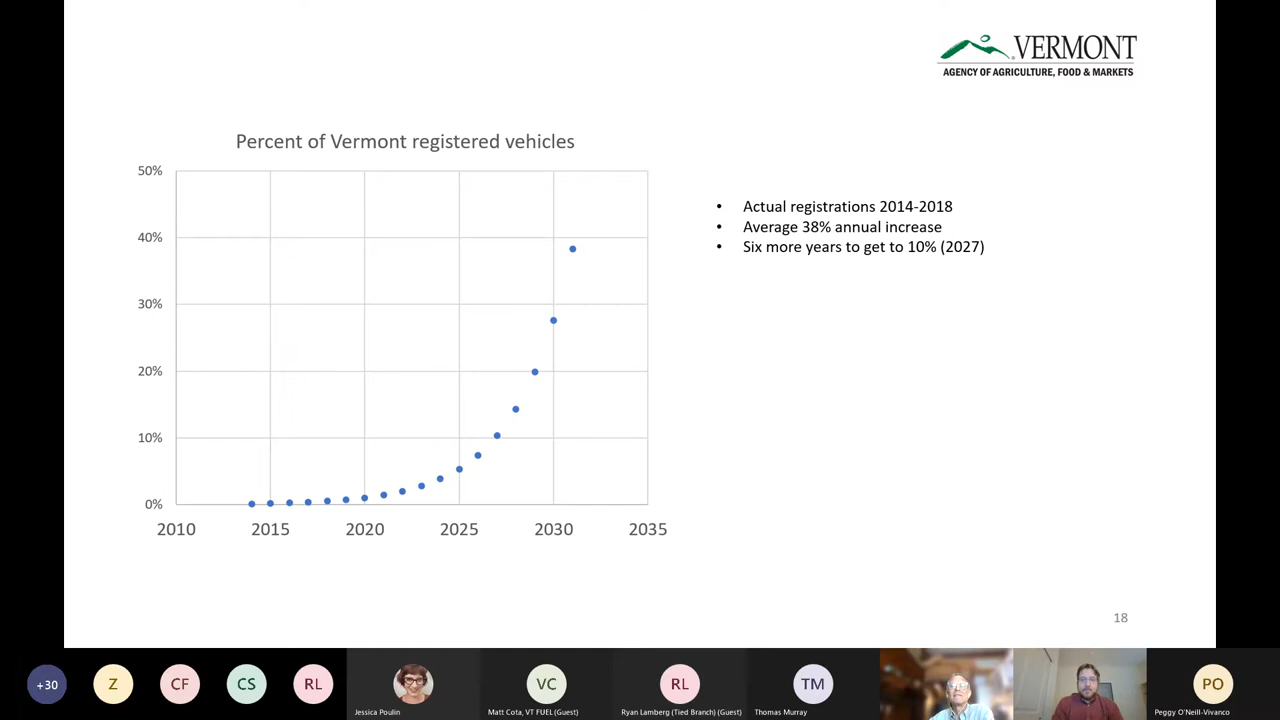 VERMONT
AGENCY OF AGRICULTURE, FOOD & MARKETS
Percent of Vermont registered vehicles
50%
40%
30%
20%
10%
0%
2010 2015 2020 2025 2030 2035
• Actual registrations 2014-2018
• Average 38% annual increase
• Six more years to get to 10% (2027)
18
+30 Z CF CS RL VC RL TM PO
Jessica Poulin Matt Cota, VT FUEL (Guest) Ryan Lamberg (Tied Branch) (Guest) Thomas Murray Peggy O'Neill-Vivanco